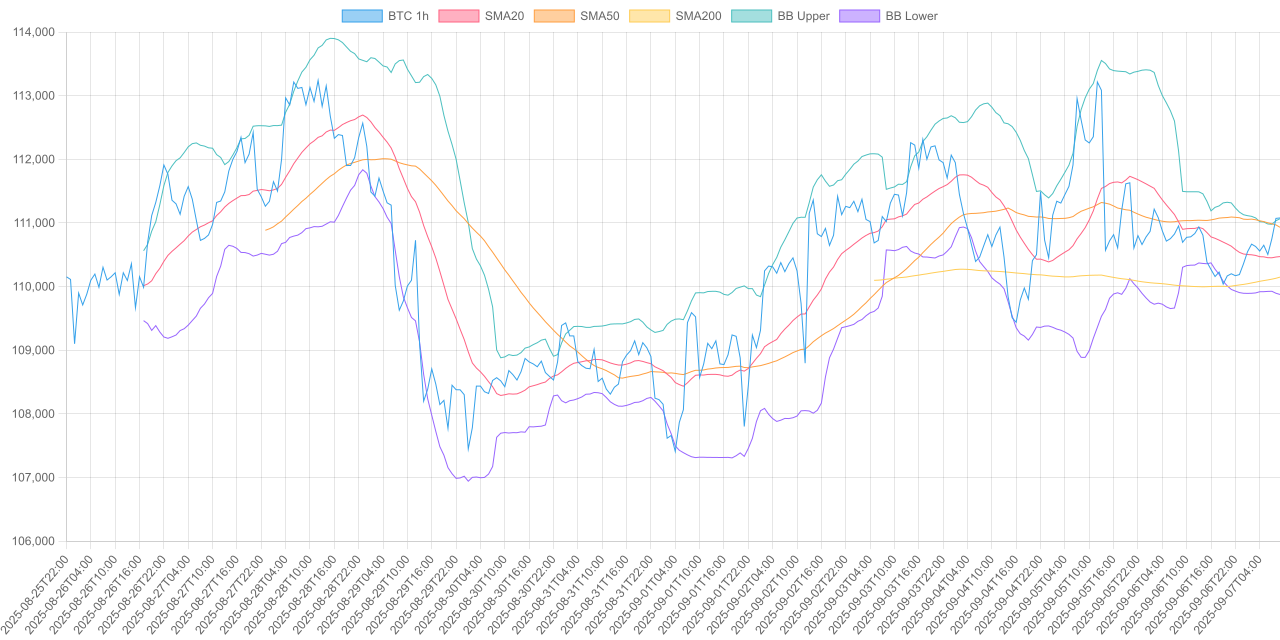 BTC 1h SMA20 SMA50 SMA200 BB Upper BB Lower
114,000
113,000
112,000
111,000
110,000
109,000
108,000
107,000
106,000
2025-08-25T22:00
2025-08-26T04:00
2025-08-26T10:00
2025-08-26T16:00
2025-08-26T22:00
2025-08-27T04:00
2025-08-27T10:00
2025-08-27T16:00
2025-08-27T22:00
2025-08-28T04:00
2025-08-28T10:00
2025-08-28T16:00
2025-08-28T22:00
2025-08-29T04:00
2025-08-29T10:00
2025-08-29T16:00
2025-08-29T22:00
2025-08-30T04:00
2025-08-30T10:00
2025-08-30T16:00
2025-08-30T22:00
2025-08-31T04:00
2025-08-31T10:00
2025-08-31T16:00
2025-08-31T22:00
2025-09-01T04:00
2025-09-01T10:00
2025-09-01T16:00
2025-09-01T22:00
2025-09-02T04:00
2025-09-02T10:00
2025-09-02T16:00
2025-09-02T22:00
2025-09-03T04:00
2025-09-03T10:00
2025-09-03T16:00
2025-09-03T22:00
2025-09-04T04:00
2025-09-04T10:00
2025-09-04T16:00
2025-09-04T22:00
2025-09-05T04:00
2025-09-05T10:00
2025-09-05T16:00
2025-09-05T22:00
2025-09-06T04:00
2025-09-06T10:00
2025-09-06T16:00
2025-09-06T22:00
2025-09-07T04:00